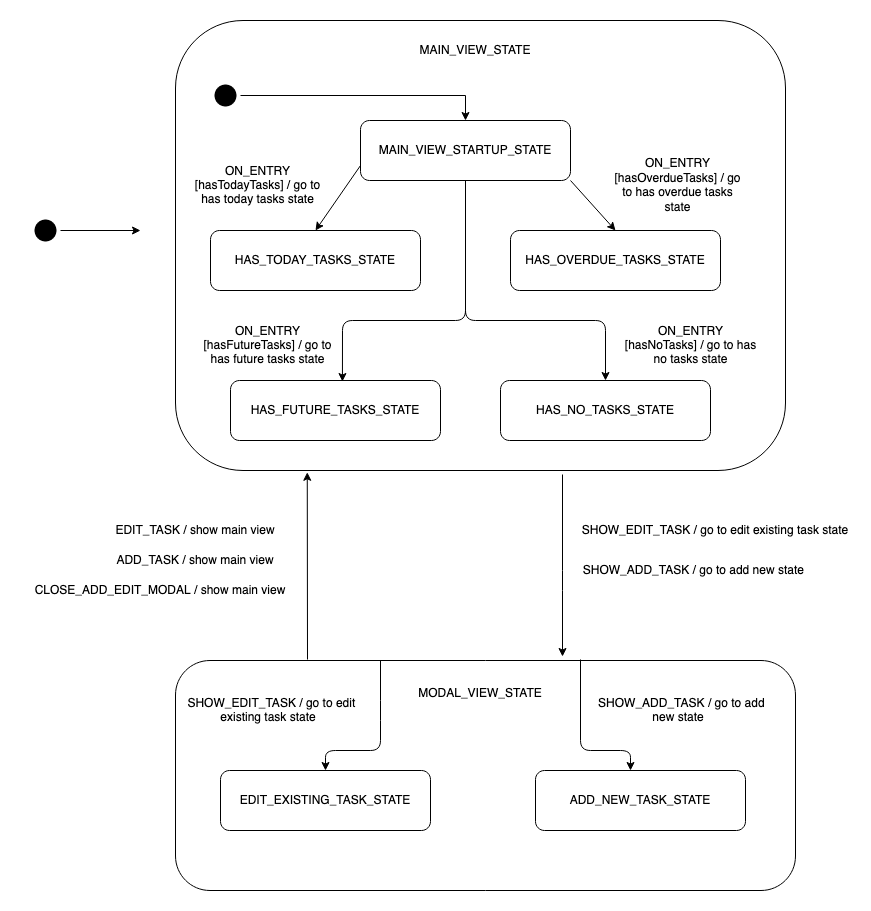 MAIN_VIEW_STATE
MAIN_VIEW_STARTUP_STATE
ON_ENTRY
[hasTodayTasks] / go to
has today tasks state
ON_ENTRY
[hasOverdueTasks] / go
to has overdue tasks
state
HAS_TODAY_TASKS_STATE
HAS_OVERDUE_TASKS_STATE
ON_ENTRY
[hasFutureTasks] / go to
has future tasks state
ON_ENTRY
[hasNoTasks] / go to has
no tasks state
HAS_FUTURE_TASKS_STATE
HAS_NO_TASKS_STATE
EDIT_TASK / show main view
ADD_TASK / show main view
CLOSE_ADD_EDIT_MODAL / show main view
SHOW_EDIT_TASK / go to edit existing task state
SHOW_ADD_TASK / go to add new state
MODAL_VIEW_STATE
SHOW_EDIT_TASK / go to edit
existing task state
SHOW_ADD_TASK / go to add
new state
EDIT_EXISTING_TASK_STATE
ADD_NEW_TASK_STATE